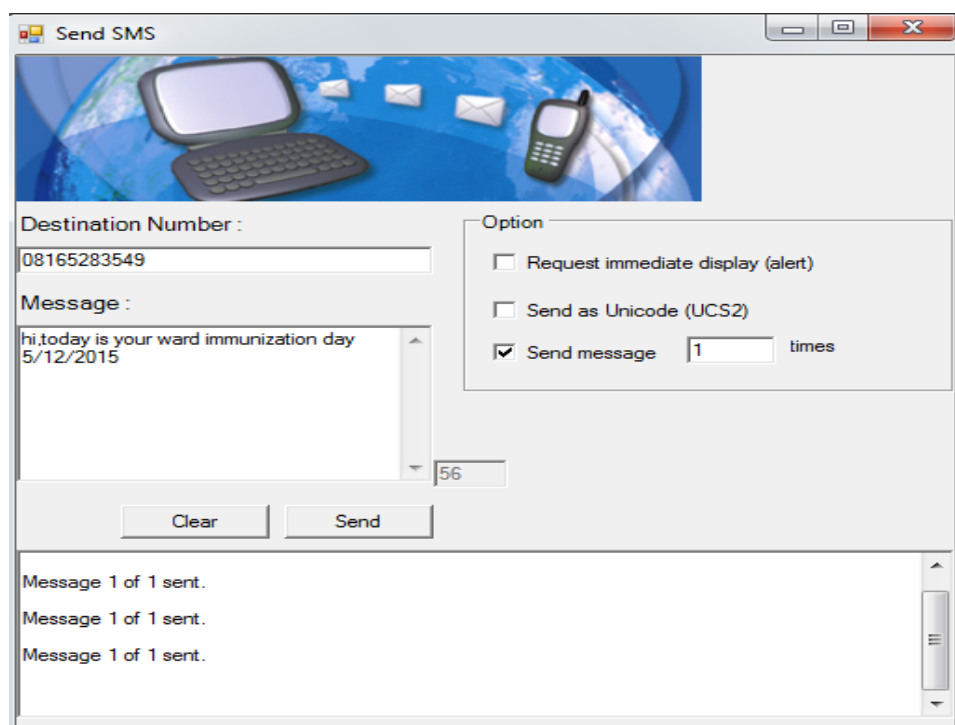 Send SMS
Destination Number :
08165283549
Message :
hi,today is your ward immunization day
5/12/2015
56
Clear
Send
Option
Request immediate display (alert)
Send as Unicode (UCS2)
Send message 1 times
Message 1 of 1 sent.
Message 1 of 1 sent.
Message 1 of 1 sent.